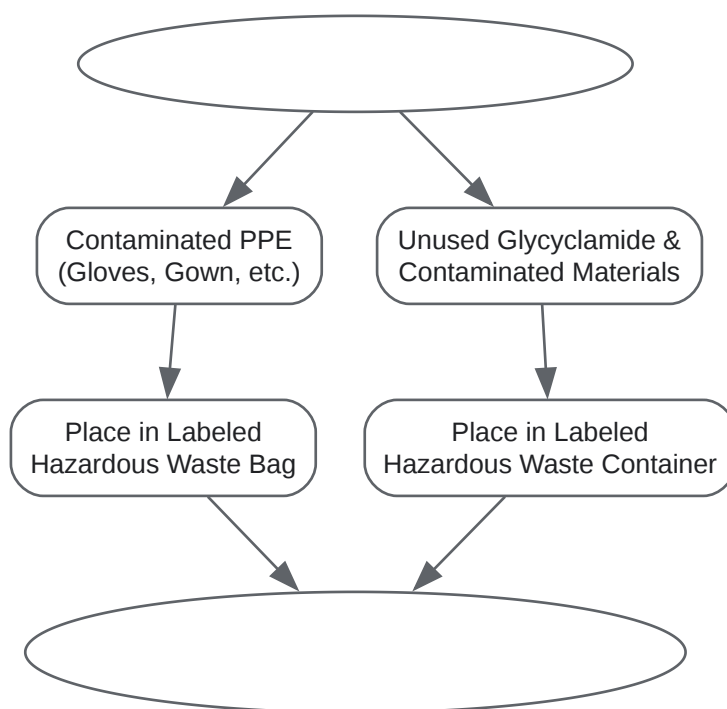 Contaminated PPE
(Gloves, Gown, etc.)
Unused Glycyclamide &
Contaminated Materials
Place in Labeled
Hazardous Waste Bag
Place in Labeled
Hazardous Waste Container